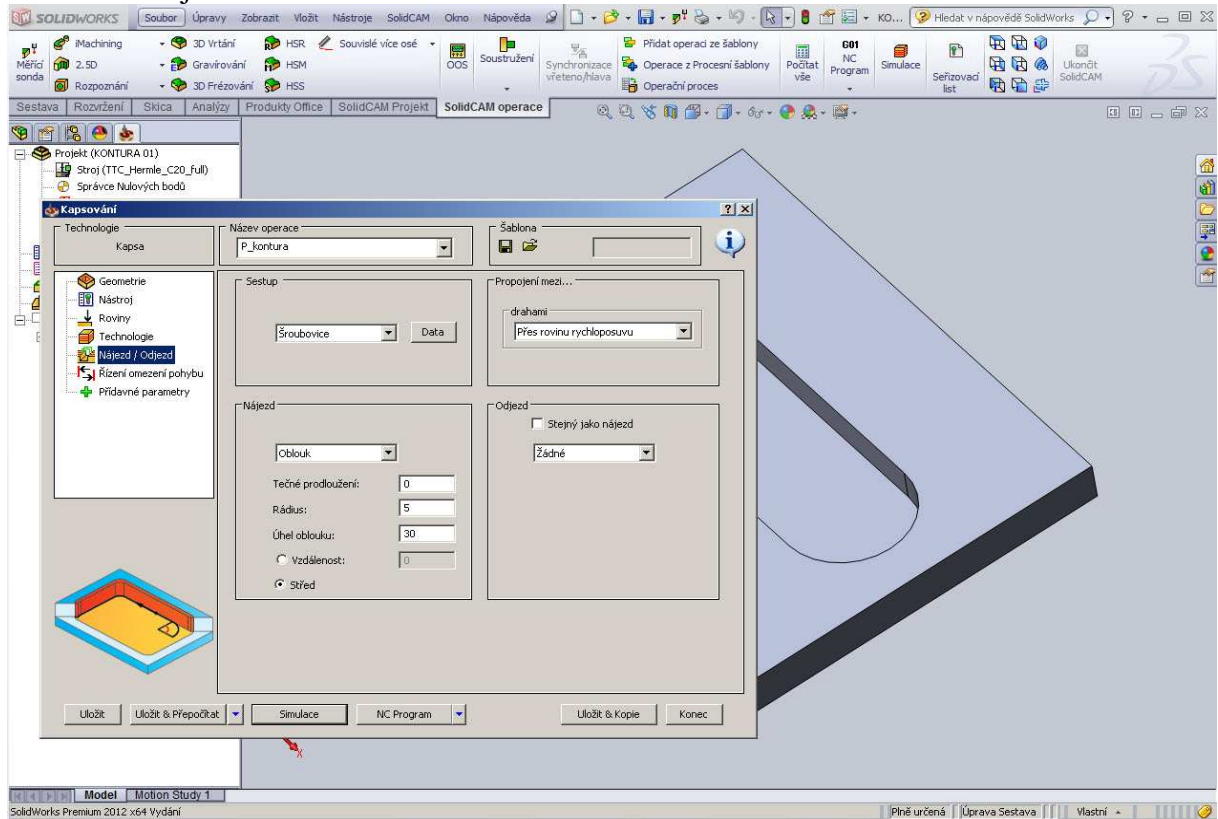 SOLIDWORKS Soubor Úpravy Zobrazit Vložit Nástroje SolidCAM Okno Nápověda KO... Hledat v nápovědě SolidWorks
iMachining 3D Vrtání HSR Souvislé více osé Přidat operaci ze šablony G01
Měřicí sonda 2.5D Gravírování HSM OOS Soustružení Synchronizace vřeteno/hlava Operace z Procesní šablony Počítat vše NC Program Simulace Seřizovací list Ukončit SolidCAM
Rozpoznání 3D Frézování HSS Operační proces
Sestava Rozvržení Skica Analýzy Produkty Office SolidCAM Projekt SolidCAM operace
Projekt (KONTURA 01)
Stroj (TTC_Hermle_C20_full)
Správce Nulových bodů
Kapsování
Technologie
Kapsa
Název operace
P_kontura
Šablona
Geometrie
Nástroj
Roviny
Technologie
Nájezd / Odjezd
Řízení omezení pohybu
Přídavné parametry
Sestup
Šroubovice Data
Propojení mezi...
drahami
Přes rovinu rychloposuvu
Nájezd
Oblouk
Tečné prodloužení: 0
Rádius: 5
Úhel oblouku: 30
Vzdálenost: 0
Střed
Odjezd
Stejný jako nájezd
Žádné
Uložit Uložit & Přepočítat Simulace NC Program Uložit & Kopie Konec
X
Model Motion Study 1
SolidWorks Premium 2012 x64 Vydání Plně určená Úprava Sestava Vlastní